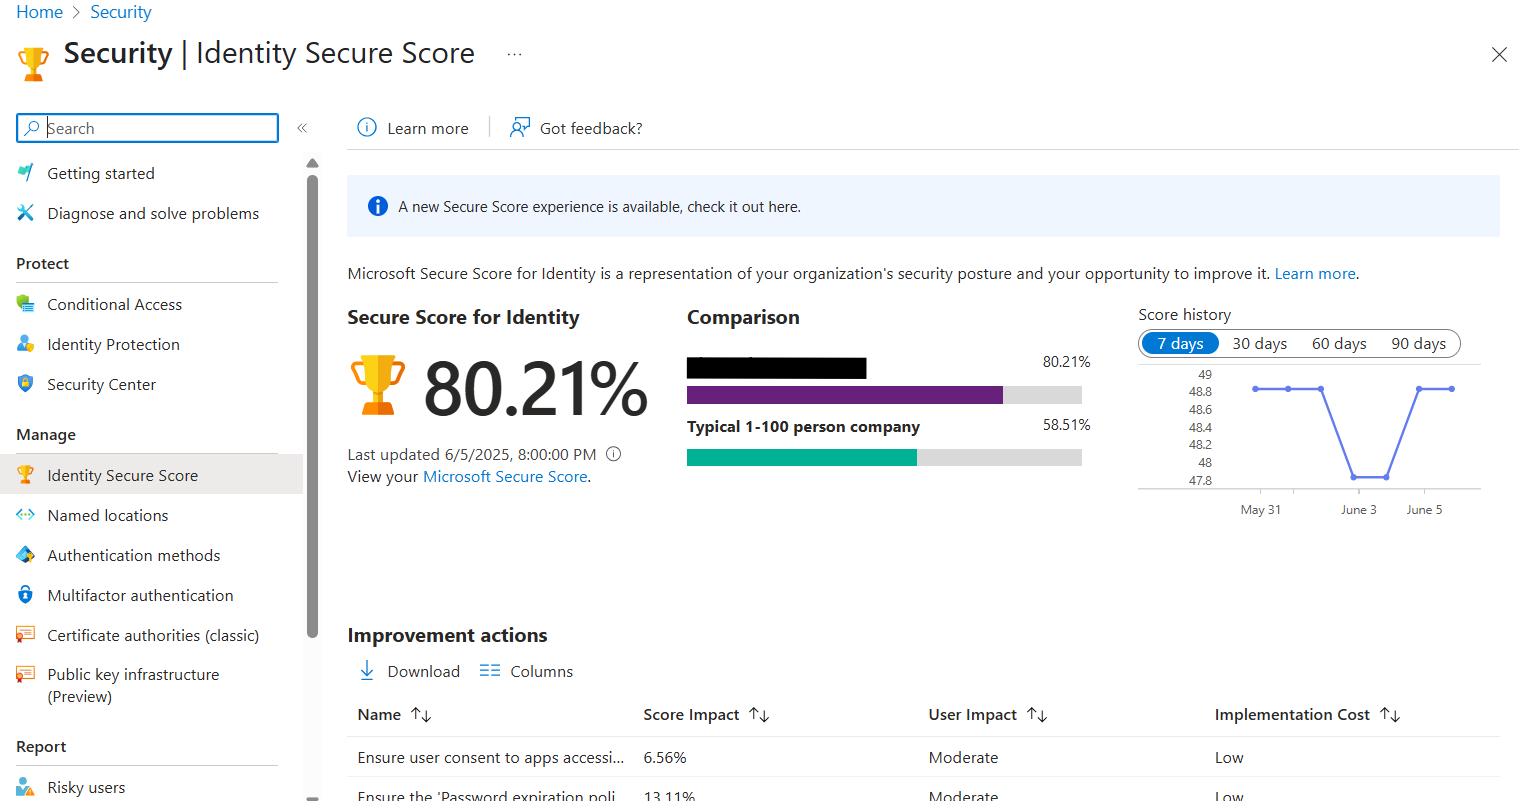 Home > Security
Security | Identity Secure Score ...
Search
Getting started
Diagnose and solve problems
Protect
Conditional Access
Identity Protection
Security Center
Manage
Identity Secure Score
Named locations
Authentication methods
Multifactor authentication
Certificate authorities (classic)
Public key infrastructure
(Preview)
Report
Risky users
Learn more
Got feedback?
A new Secure Score experience is available, check it out here.
Microsoft Secure Score for Identity is a representation of your organization's security posture and your opportunity to improve it. Learn more.
Secure Score for Identity
80.21%
Last updated 6/5/2025, 8:00:00 PM
View your Microsoft Secure Score.
Comparison
80.21%
Typical 1-100 person company 58.51%
Score history
7 days 30 days 60 days 90 days
49
48.8
48.6
48.4
48.2
48
47.8
May 31 June 3 June 5
Improvement actions
Download Columns
Name Score Impact User Impact Implementation Cost
Ensure user consent to apps accessi... 6.56% Moderate Low
Ensure the 'Password expiration poli 13.11% Moderate Low